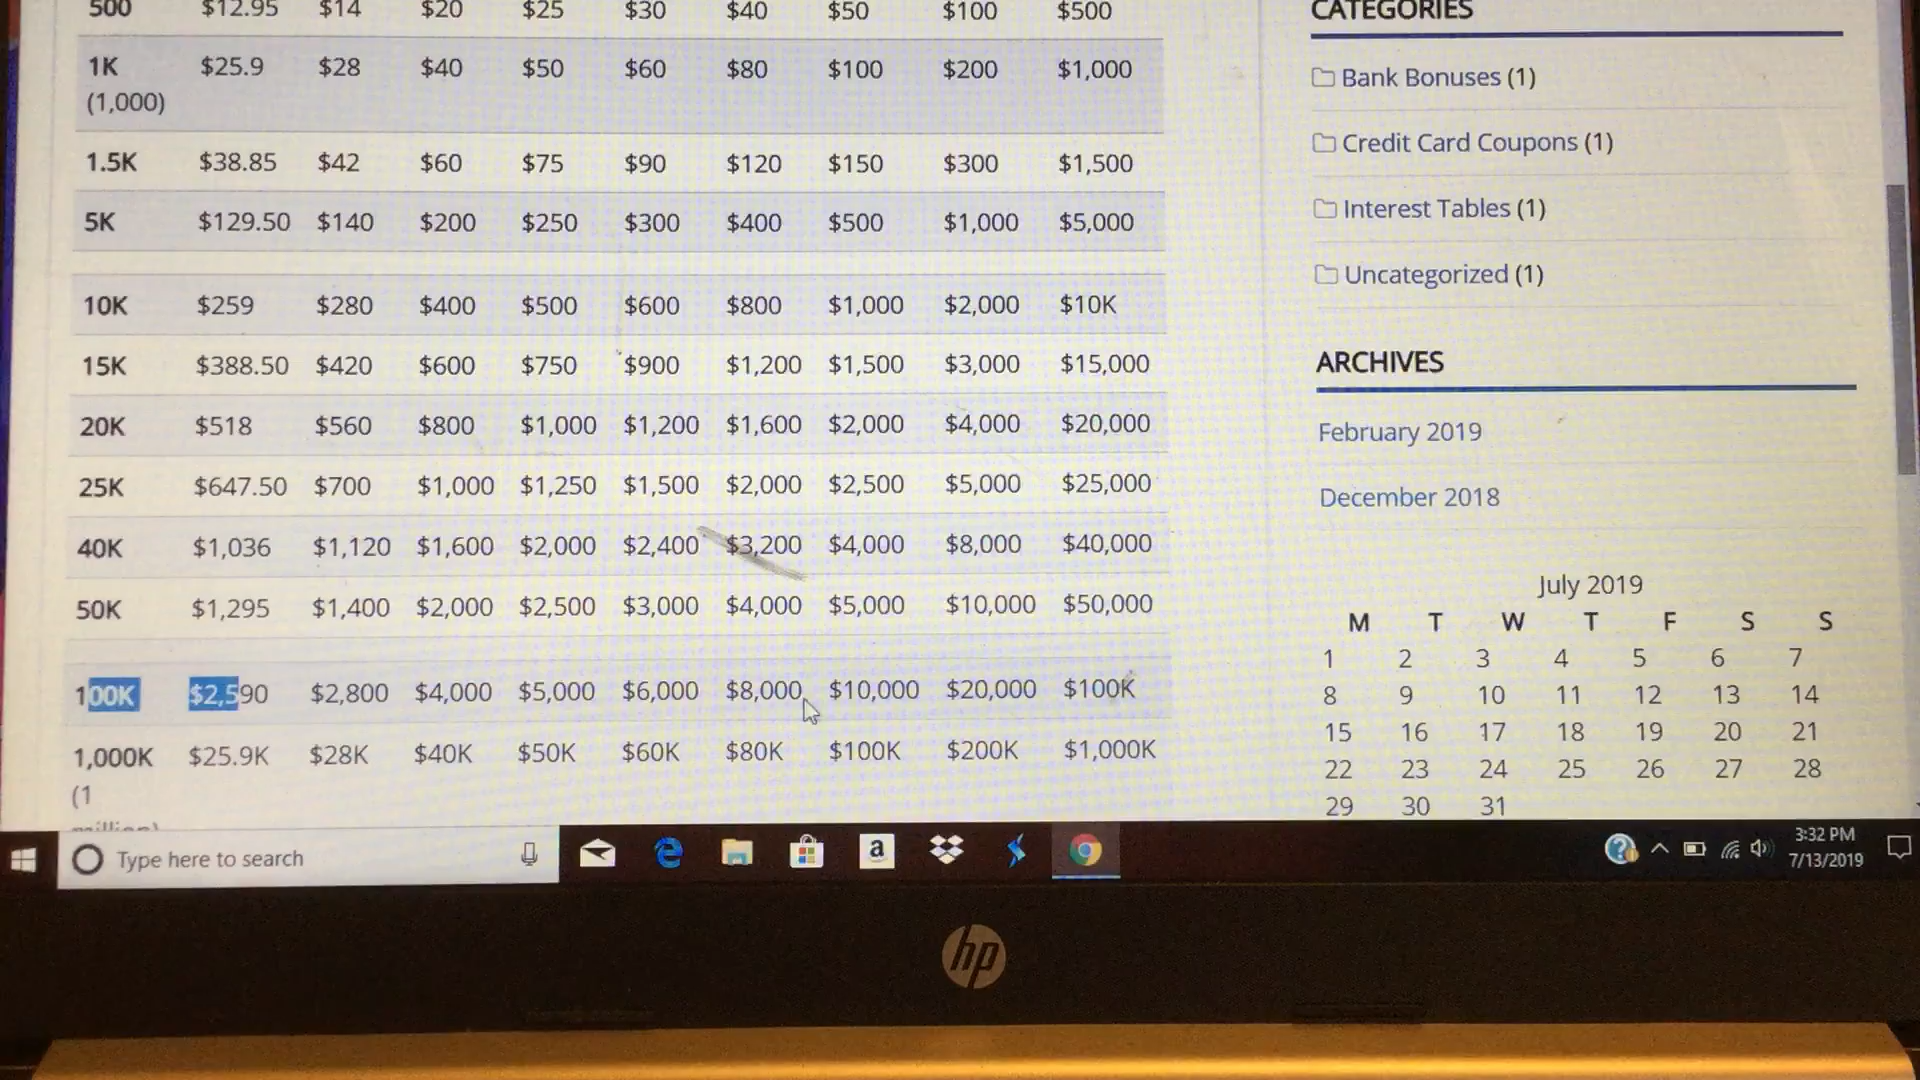 500 $12.95 $14 $20 $25 $30 $40 $50 $100 $500
1K $25.9 $28 $40 $50 $60 $80 $100 $200 $1,000
(1,000)
1.5K $38.85 $42 $60 $75 $90 $120 $150 $300 $1,500
5K $129.50 $140 $200 $250 $300 $400 $500 $1,000 $5,000
10K $259 $280 $400 $500 $600 $800 $1,000 $2,000 $10K
15K $388.50 $420 $600 $750 $900 $1,200 $1,500 $3,000 $15,000
20K $518 $560 $800 $1,000 $1,200 $1,600 $2,000 $4,000 $20,000
25K $647.50 $700 $1,000 $1,250 $1,500 $2,000 $2,500 $5,000 $25,000
40K $1,036 $1,120 $1,600 $2,000 $2,400 $3,200 $4,000 $8,000 $40,000
50K $1,295 $1,400 $2,000 $2,500 $3,000 $4,000 $5,000 $10,000 $50,000
100K $2,590 $2,800 $4,000 $5,000 $6,000 $8,000 $10,000 $20,000 $100K
1,000K $25.9K $28K $40K $50K $60K $80K $100K $200K $1,000K
(1
million)
CATEGORIES
Bank Bonuses (1)
Credit Card Coupons (1)
Interest Tables (1)
Uncategorized (1)
ARCHIVES
February 2019
December 2018
July 2019
M T W T F S S
1 2 3 4 5 6 7
8 9 10 11 12 13 14
15 16 17 18 19 20 21
22 23 24 25 26 27 28
29 30 31
Type here to search
a
?
3:32 PM
7/13/2019
hp